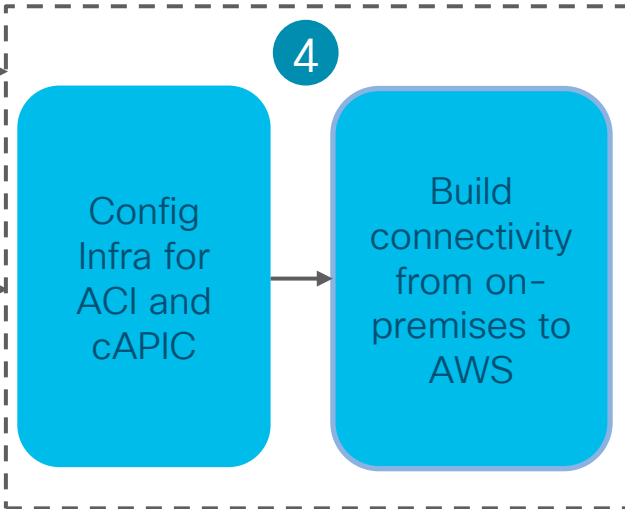 4
Config
Infra for
ACI and
cAPIC
Build
connectivity
from on-
premises to
AWS